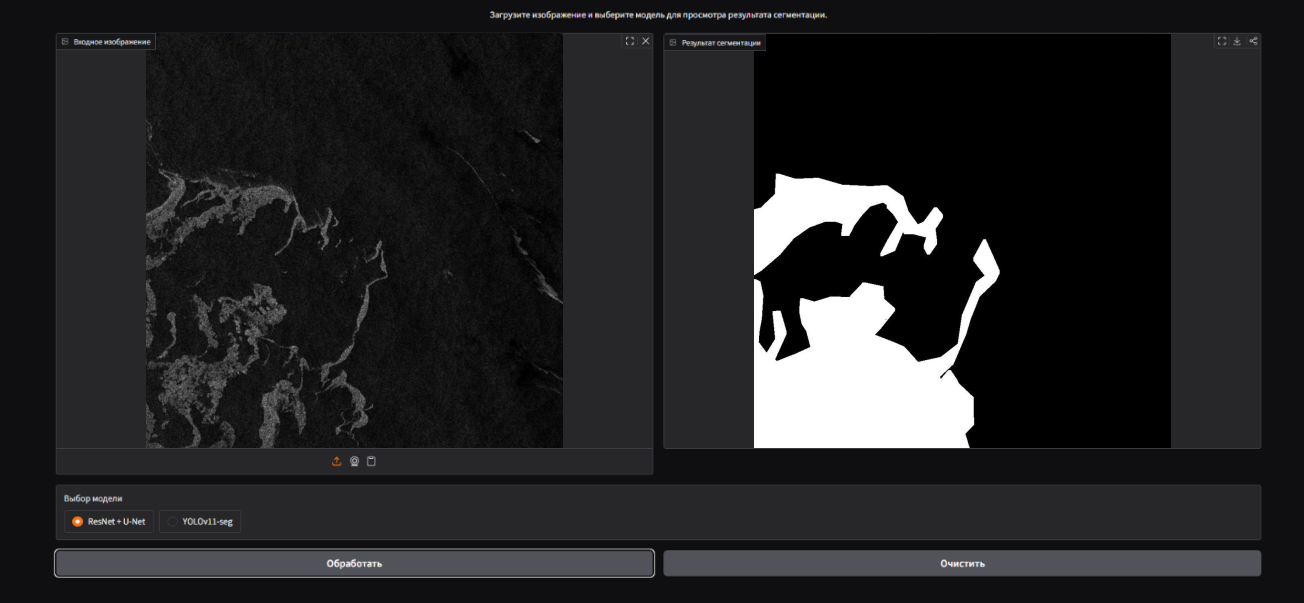 Загрузите изображение и выберите модель для просмотра результата сегментации.
Входное изображение
Результат сегментации
Выбор модели
ResNet + U-Net
YOLOv11-seg
Обработать
Очистить